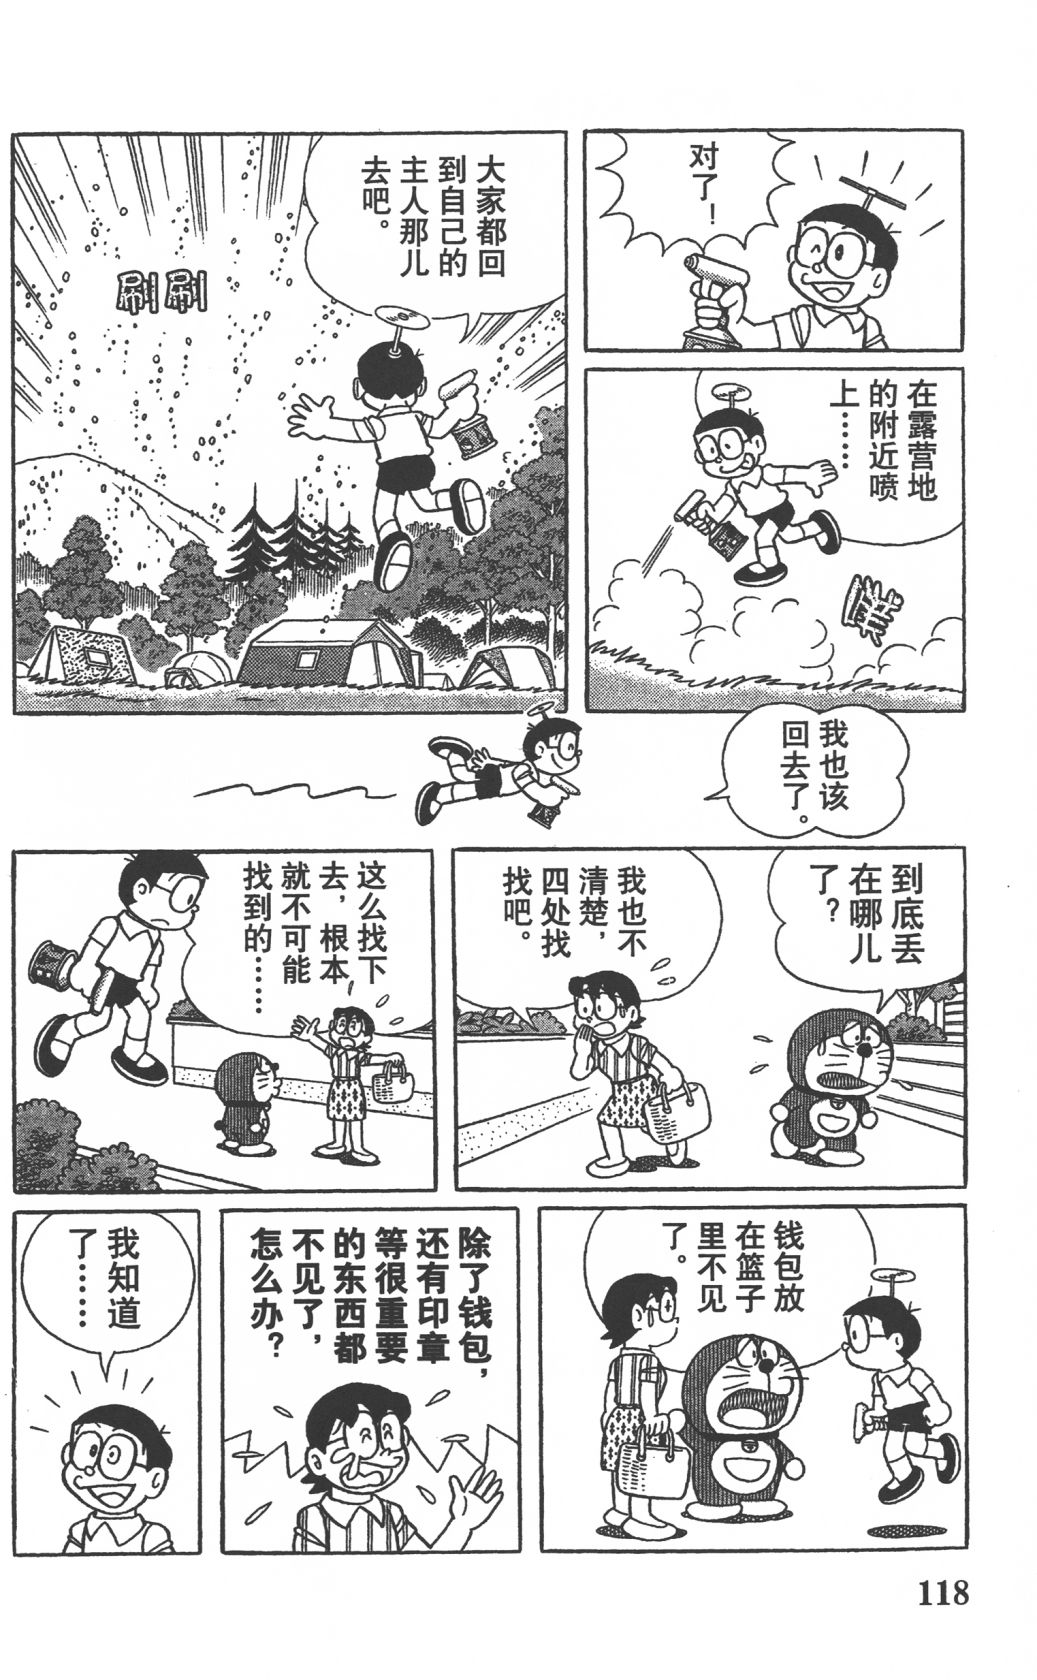 对
了！
在露营地
的附近喷
上……
大家都回
到自己的
主人那儿
去吧。
刷刷
我也该
回去了。
到底丢
在哪儿
了？
我也不
清楚，
四处找
找吧。
这么找下
去，根本
就不可能
找到的……
钱包放
在篮子
里不见
了。
除了钱包，
还有印章
等很重要
的东西都
不见了，
怎么办？
我知道
了……
118